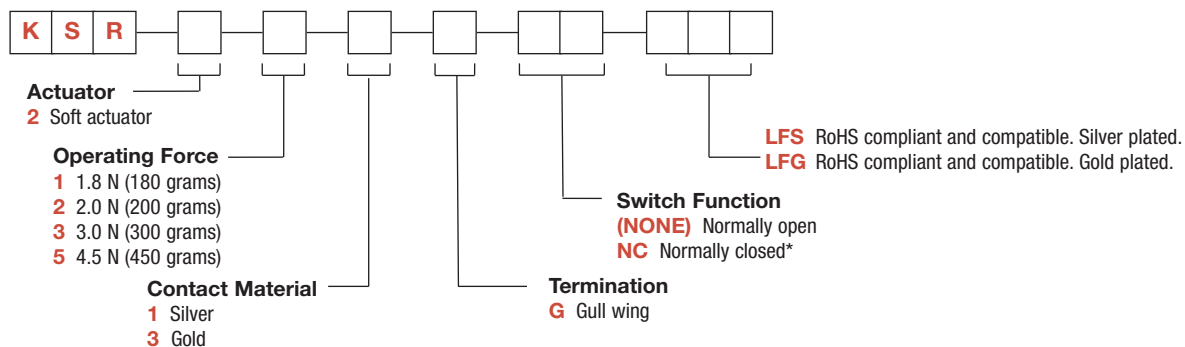 K S R
Actuator
2 Soft actuator
Operating Force
1 1.8 N (180 grams)
2 2.0 N (200 grams)
3 3.0 N (300 grams)
5 4.5 N (450 grams)
Contact Material
1 Silver
3 Gold
Termination
G Gull wing
Switch Function
(NONE) Normally open
NC Normally closed*
LFS RoHS compliant and compatible. Silver plated.
LFG RoHS compliant and compatible. Gold plated.